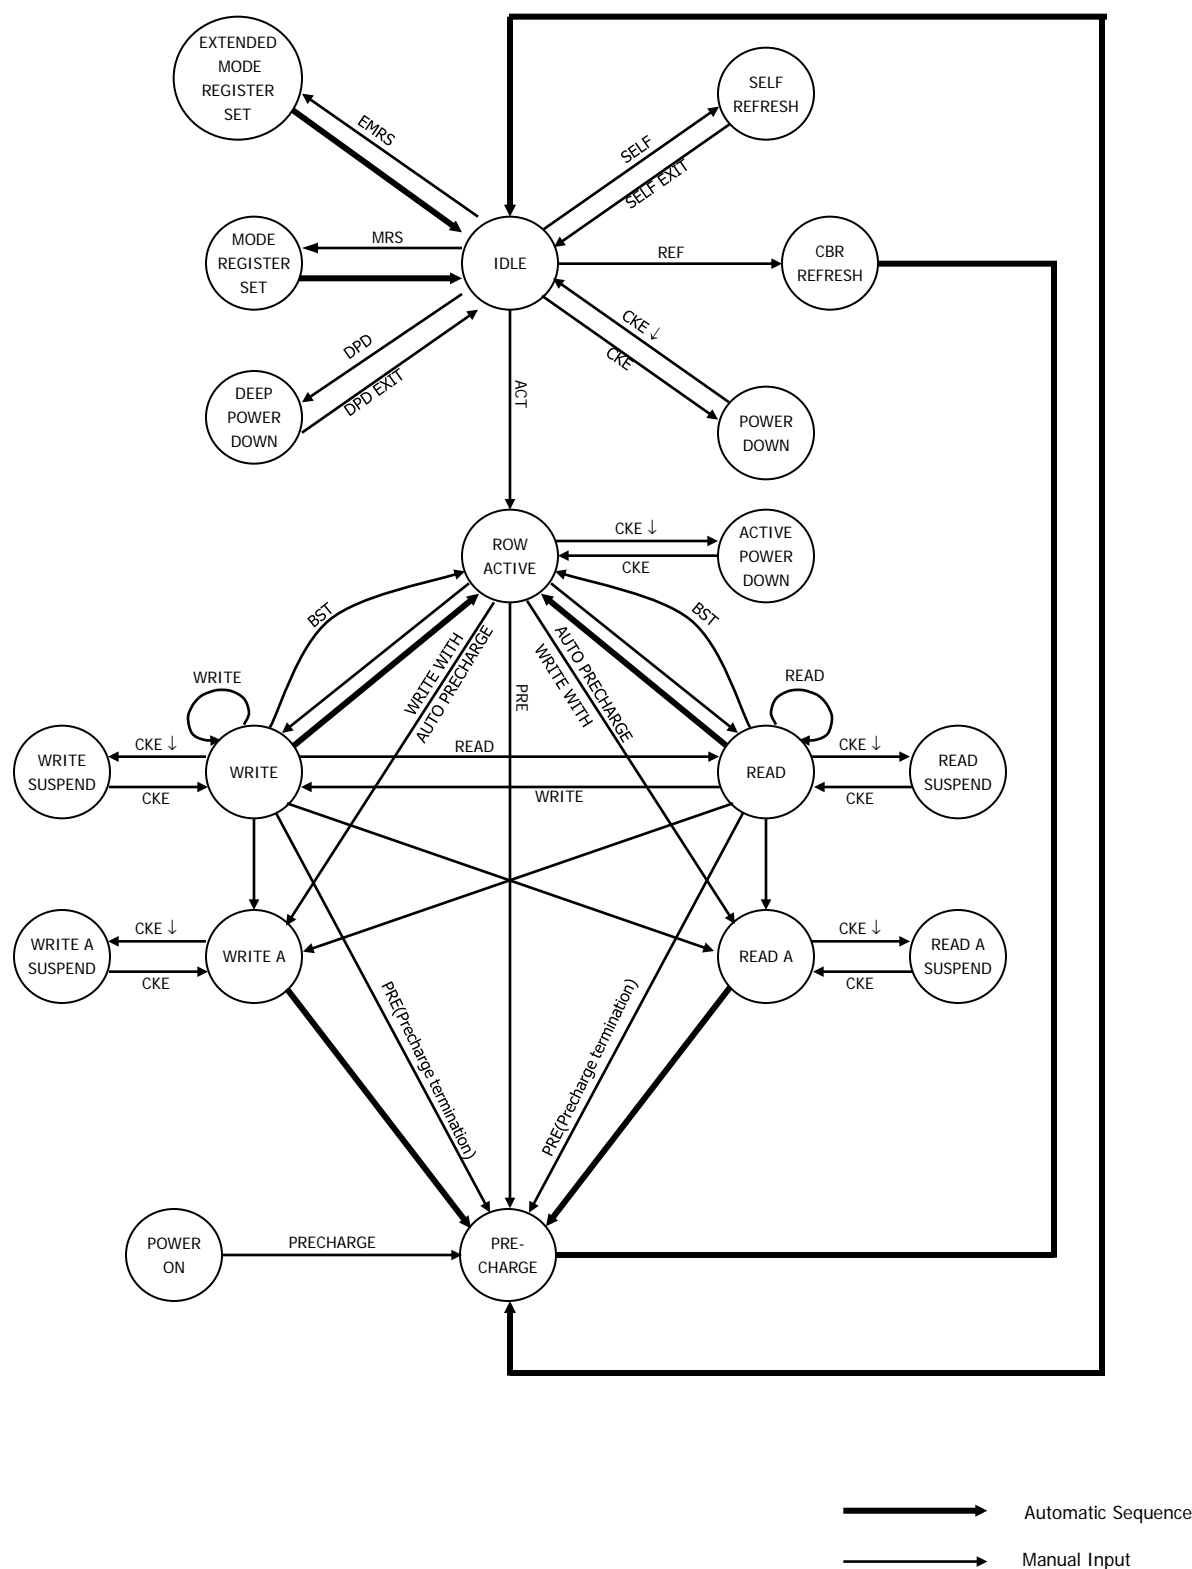 EXTENDED
MODE
REGISTER
SET
SELF
REFRESH
EMRS
SELF
SELF EXIT
MODE
REGISTER
SET
MRS
IDLE
REF
CBR
REFRESH
DPD
DPD EXIT
CKE ↓
CKE
ACT
DEEP
POWER
DOWN
POWER
DOWN
ROW
ACTIVE
CKE ↓
CKE
ACTIVE
POWER
DOWN
BST
BST
WRITE WITH
AUTO PRECHARGE
PRE
AUTO PRECHARGE
WRITE WITH
WRITE
READ
WRITE
SUSPEND
CKE ↓
CKE
WRITE
READ
WRITE
READ
CKE ↓
CKE
READ
SUSPEND
WRITE A
SUSPEND
CKE ↓
CKE
WRITE A
READ A
CKE ↓
CKE
READ A
SUSPEND
PRE(Precharge termination)
PRE(Precharge termination)
POWER
ON
PRECHARGE
PRE-
CHARGE
Automatic Sequence
Manual Input